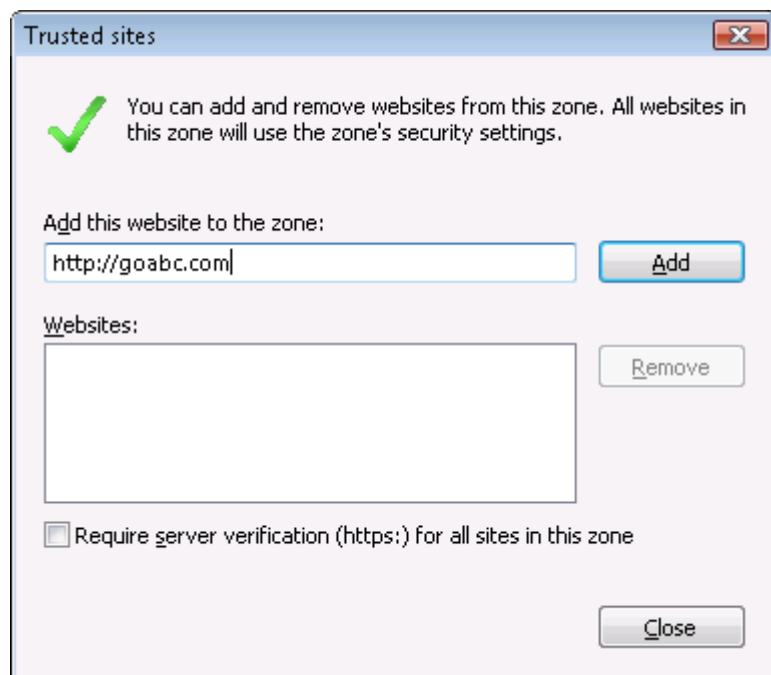 Trusted sites
You can add and remove websites from this zone. All websites in
this zone will use the zone's security settings.
Add this website to the zone:
http://goabc.com
Add
Websites:
Remove
Require server verification (https:) for all sites in this zone
Close